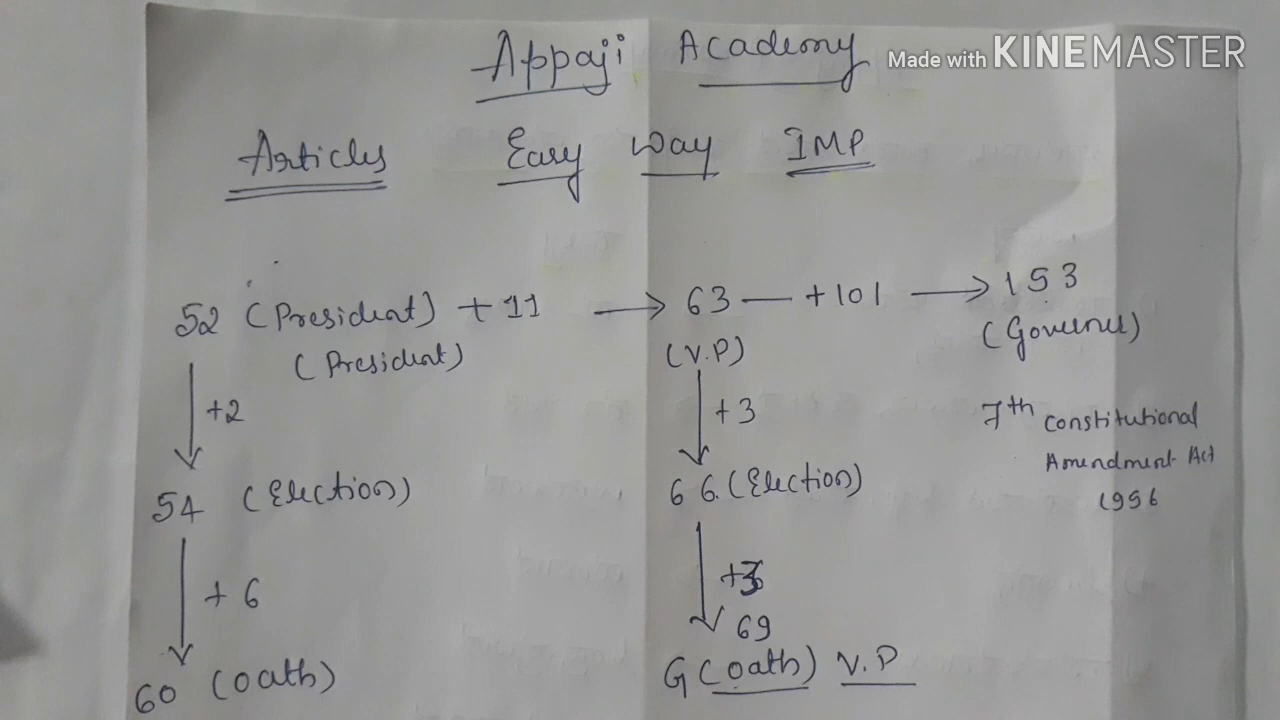 Appaji Academy
Made with KINEMASTER
Articles Easy Way IMP
52 (President) + 11 → 63 — +101 → 153
(President) (V.P) (Governer)
+2 +3 7th constitutional
Amendment Act
1956
54 (Election) 66. (Election)
+ 6 +3
69
60 (Oath) G (Oath) V.P